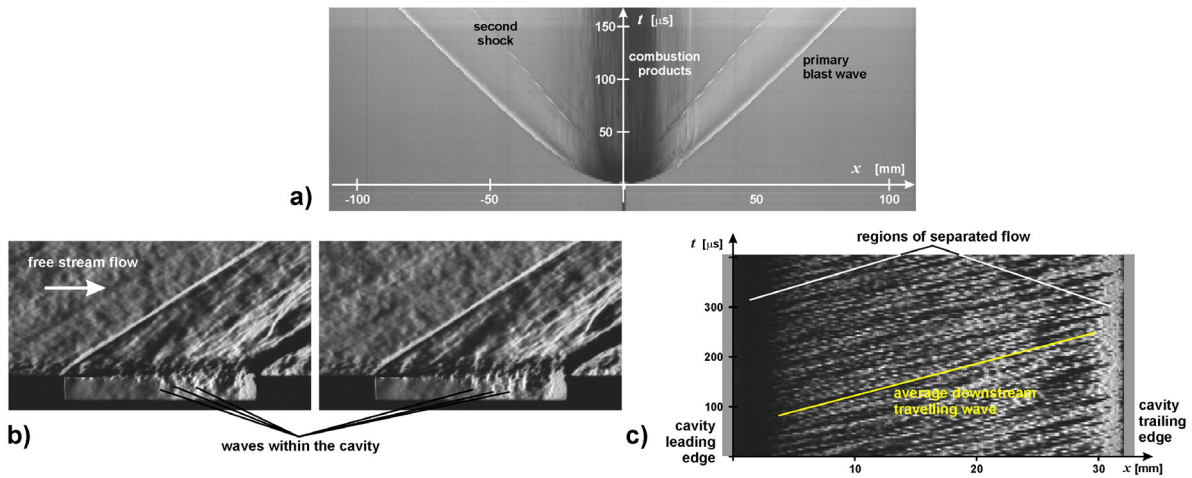 t [μs]
150
second
shock
combustion
products
primary
blast wave
100
50
x [mm]
-100
-50
50
100
a)
free stream flow
waves within the cavity
b)
regions of separated flow
t [μs]
300
200
100
average downstream
travelling wave
cavity
leading
edge
cavity
trailing
edge
10
20
30
x [mm]
c)